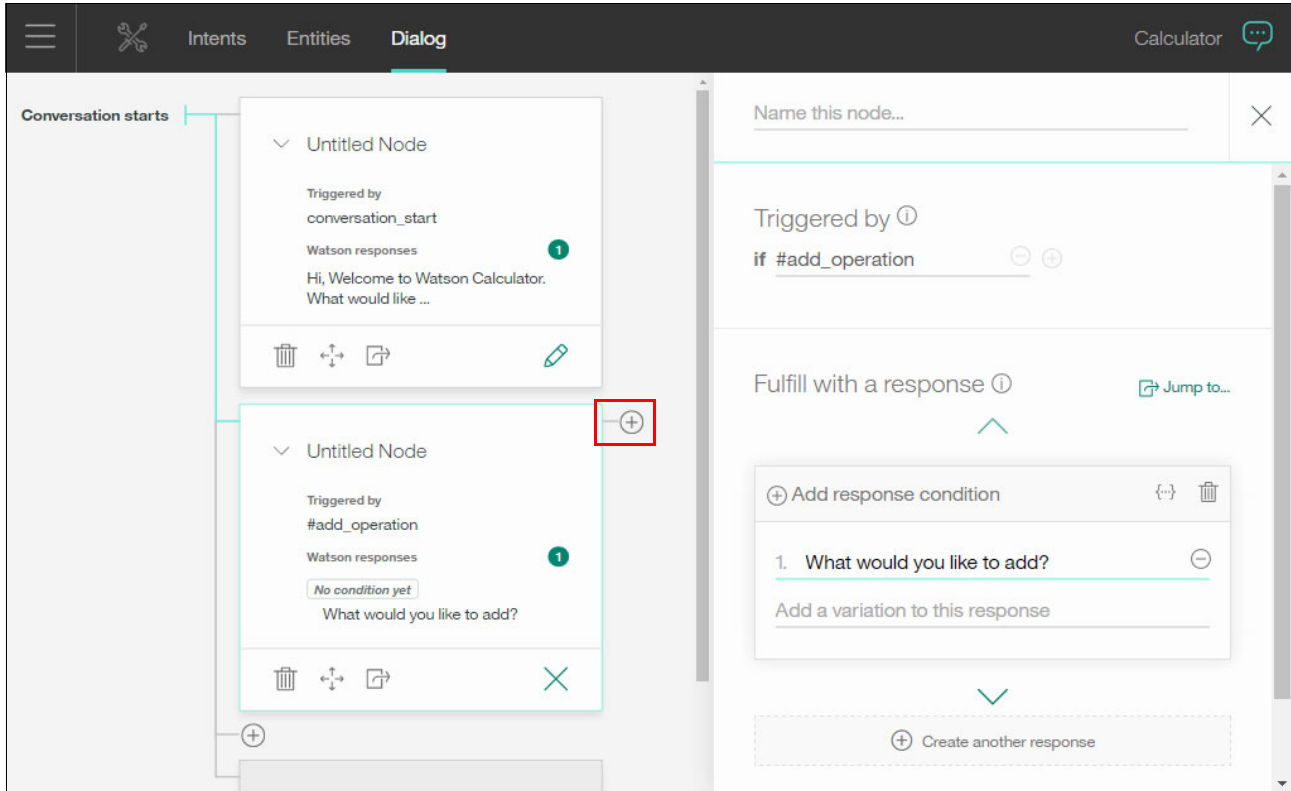 Intents Entities Dialog Calculator
Conversation starts
Untitled Node
Triggered by
conversation_start
Watson responses 1
Hi, Welcome to Watson Calculator.
What would like ...
Untitled Node
Triggered by
#add_operation
Watson responses 1
No condition yet
What would you like to add?
Name this node...
Triggered by
if #add_operation
Fulfill with a response Jump to...
Add response condition
1. What would you like to add?
Add a variation to this response
Create another response